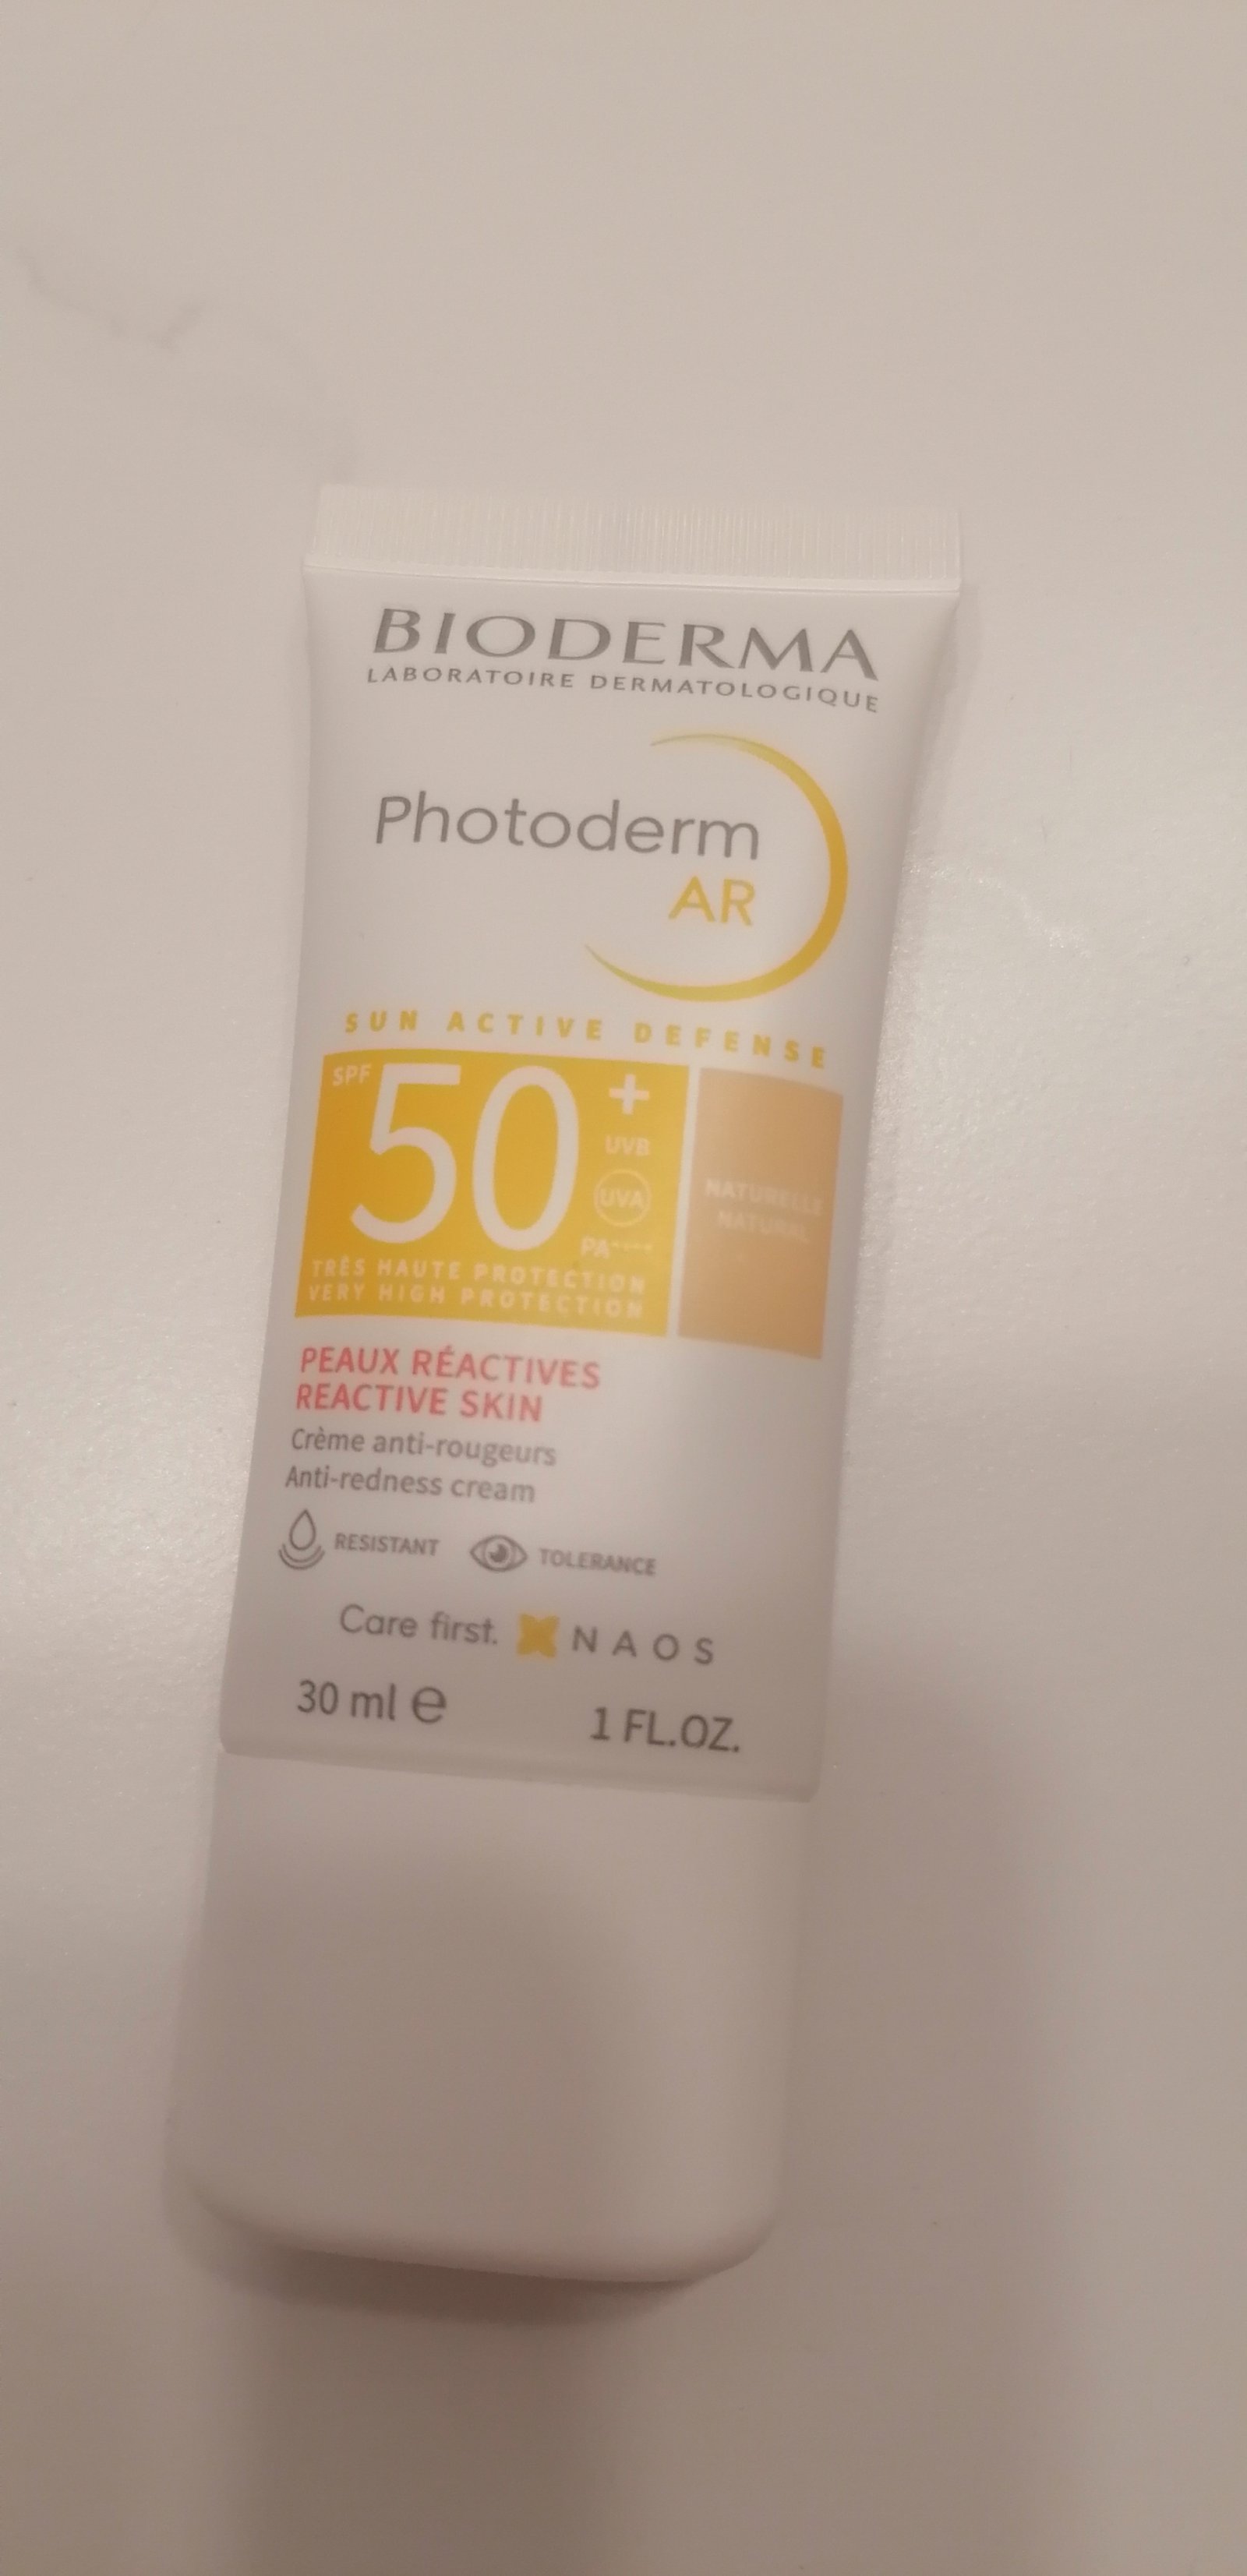 BIODERMA
LABORATOIRE DERMATOLOGIQUE
Photoderm
AR
SUN ACTIVE DEFENSE
SPF 50+
UVB
UVA
PA++++
NATURELLE
NATURAL
TRÈS HAUTE PROTECTION
VERY HIGH PROTECTION
PEAUX RÉACTIVES
REACTIVE SKIN
Crème anti-rougeurs
Anti-redness cream
RESISTANT TOLERANCE
Care first. NAOS
30 ml e 1 FL.OZ.